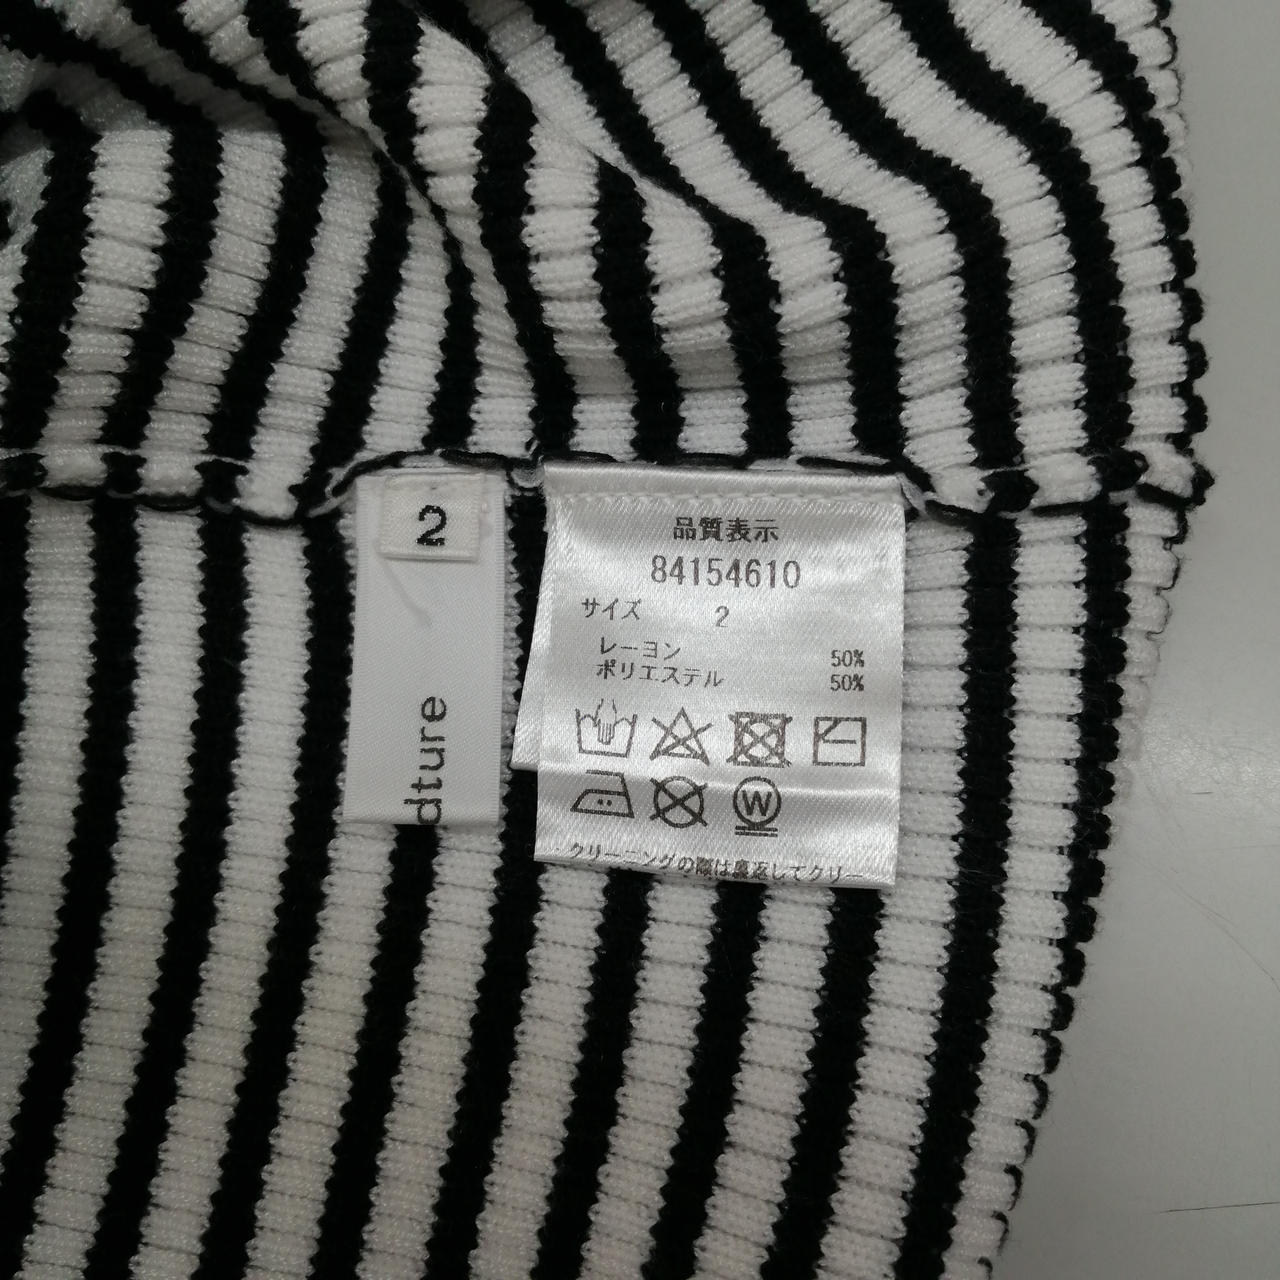 2
dture
品質表示
84154610
サイズ 2
レーヨン 50%
ポリエステル 50%
W
・クリーニングの際は裏返してクリー